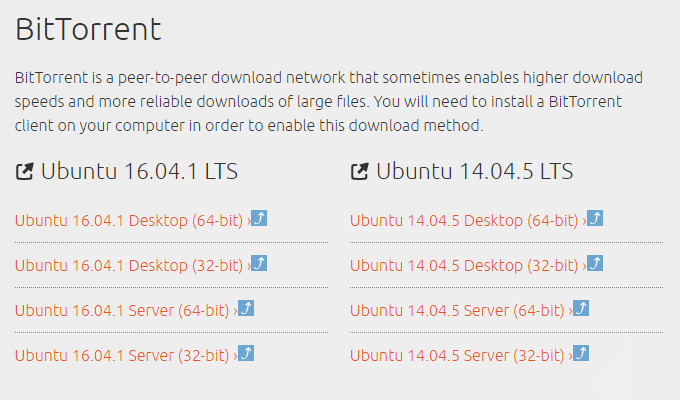 BitTorrent
BitTorrent is a peer-to-peer download network that sometimes enables higher download
speeds and more reliable downloads of large files. You will need to install a BitTorrent
client on your computer in order to enable this download method.
Ubuntu 16.04.1 LTS
Ubuntu 16.04.1 Desktop (64-bit) ›
Ubuntu 16.04.1 Desktop (32-bit) ›
Ubuntu 16.04.1 Server (64-bit) ›
Ubuntu 16.04.1 Server (32-bit) ›
Ubuntu 14.04.5 LTS
Ubuntu 14.04.5 Desktop (64-bit) ›
Ubuntu 14.04.5 Desktop (32-bit) ›
Ubuntu 14.04.5 Server (64-bit) ›
Ubuntu 14.04.5 Server (32-bit) ›